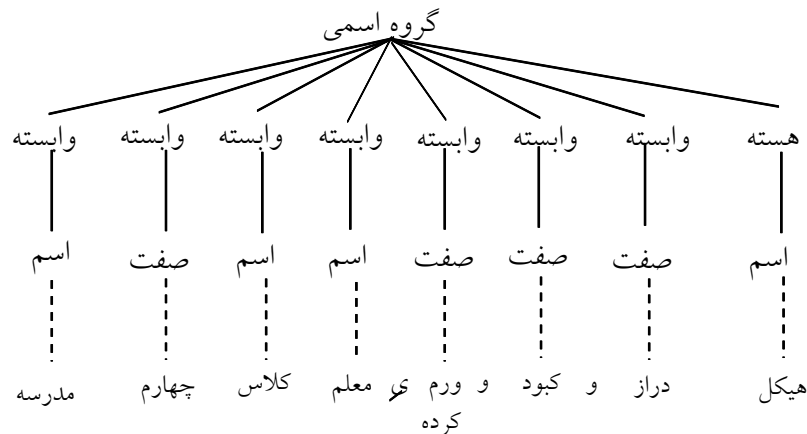 گروه اسمی
هسته وابسته وابسته وابسته وابسته وابسته وابسته وابسته
اسم صفت صفت صفت اسم اسم صفت اسم
هیکل دراز و کبود و ورم کرده‌ی معلم کلاس چهارم مدرسه